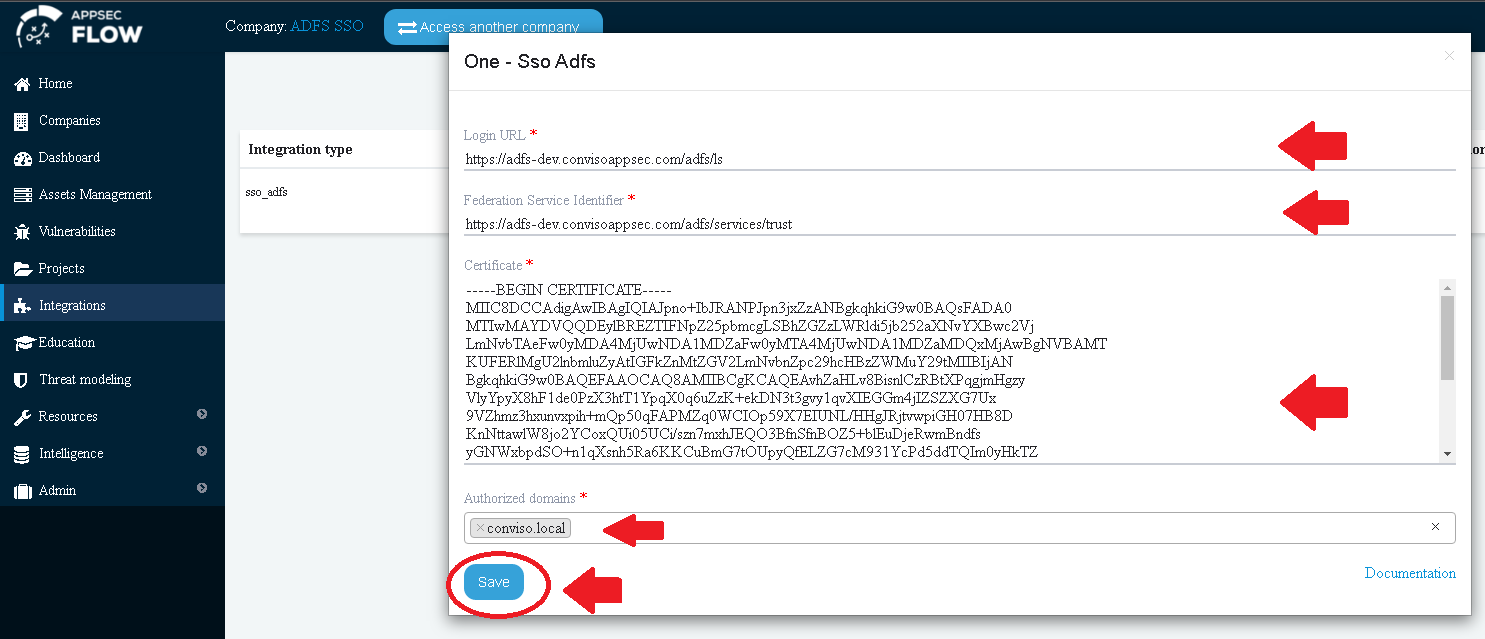 APPSEC
FLOW
Company: ADFS SSO
Access another company
Home
Companies
Dashboard
Assets Management
Vulnerabilities
Projects
Integrations
Education
Threat modeling
Resources
Intelligence
Admin
Integration type
sso_adfs
One - Sso Adfs
×
Login URL *
https://adfs-dev.convisoappsec.com/adfs/ls
Federation Service Identifier *
https://adfs-dev.convisoappsec.com/adfs/services/trust
Certificate *
-----BEGIN CERTIFICATE-----
MIIC8DCCAdigAwIBAgIQIAJpno+IbJRANPJpn3jxZzANBgkqhkiG9w0BAQsFADA0
MTIwMAYDVQQDEylBREZTIFNpZ25pbmcgLSBhZGZzLWRldi5jb252aXNvYXBwc2Vj
LmNvbTAeFw0yMDA4MjUwNDA1MDZaFw0yMTA4MjUwNDA1MDZaMDQxMjAwBgNVBAMT
KUFERlMgU2lnbmluZyAtIGFkZnMtZGV2LmNvbnZpc29hcHBzZWMuY29tMIIBIjAN
BgkqhkiG9w0BAQEFAAOCAQ8AMIIBCgKCAQEAvhZaHLv8BisnlCzRBtXPqgjmHgzy
VlyYpyX8hF1de0PzX3htT1YpqX0q6uZzK+ekDN3t3gvy1qvXIEGGm4jIZSZXG7Ux
9VZhmz3hxunvxpih+mQp50qFAPMZq0WCIOp59X7EIUNL/HHgJRjtvwpiGH07HB8D
KnNttawlW8jo2YCoxQUi05UCi/szn7mxhJEQO3BfnSfnBOZ5+blEuDjeRwmBndfs
yGNWxbpdSO+n1qXsnh5Ra6KKCuBmG7tOUpyQfELZG7cM931YcPd5ddTQIm0yHkTZ
Authorized domains *
×conviso.local
×
Save
Documentation